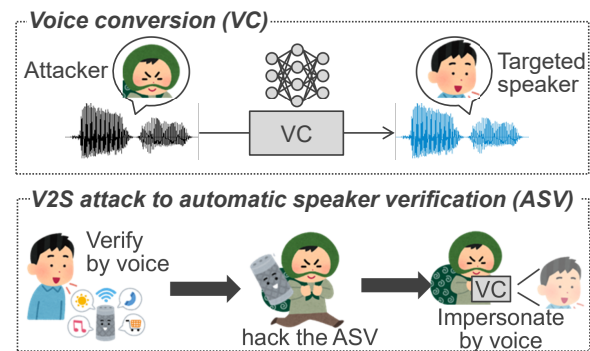 Voice conversion (VC)
Attacker
Targeted
speaker
VC
V2S attack to automatic speaker verification (ASV)
Verify
by voice
hack the ASV
VC
Impersonate
by voice